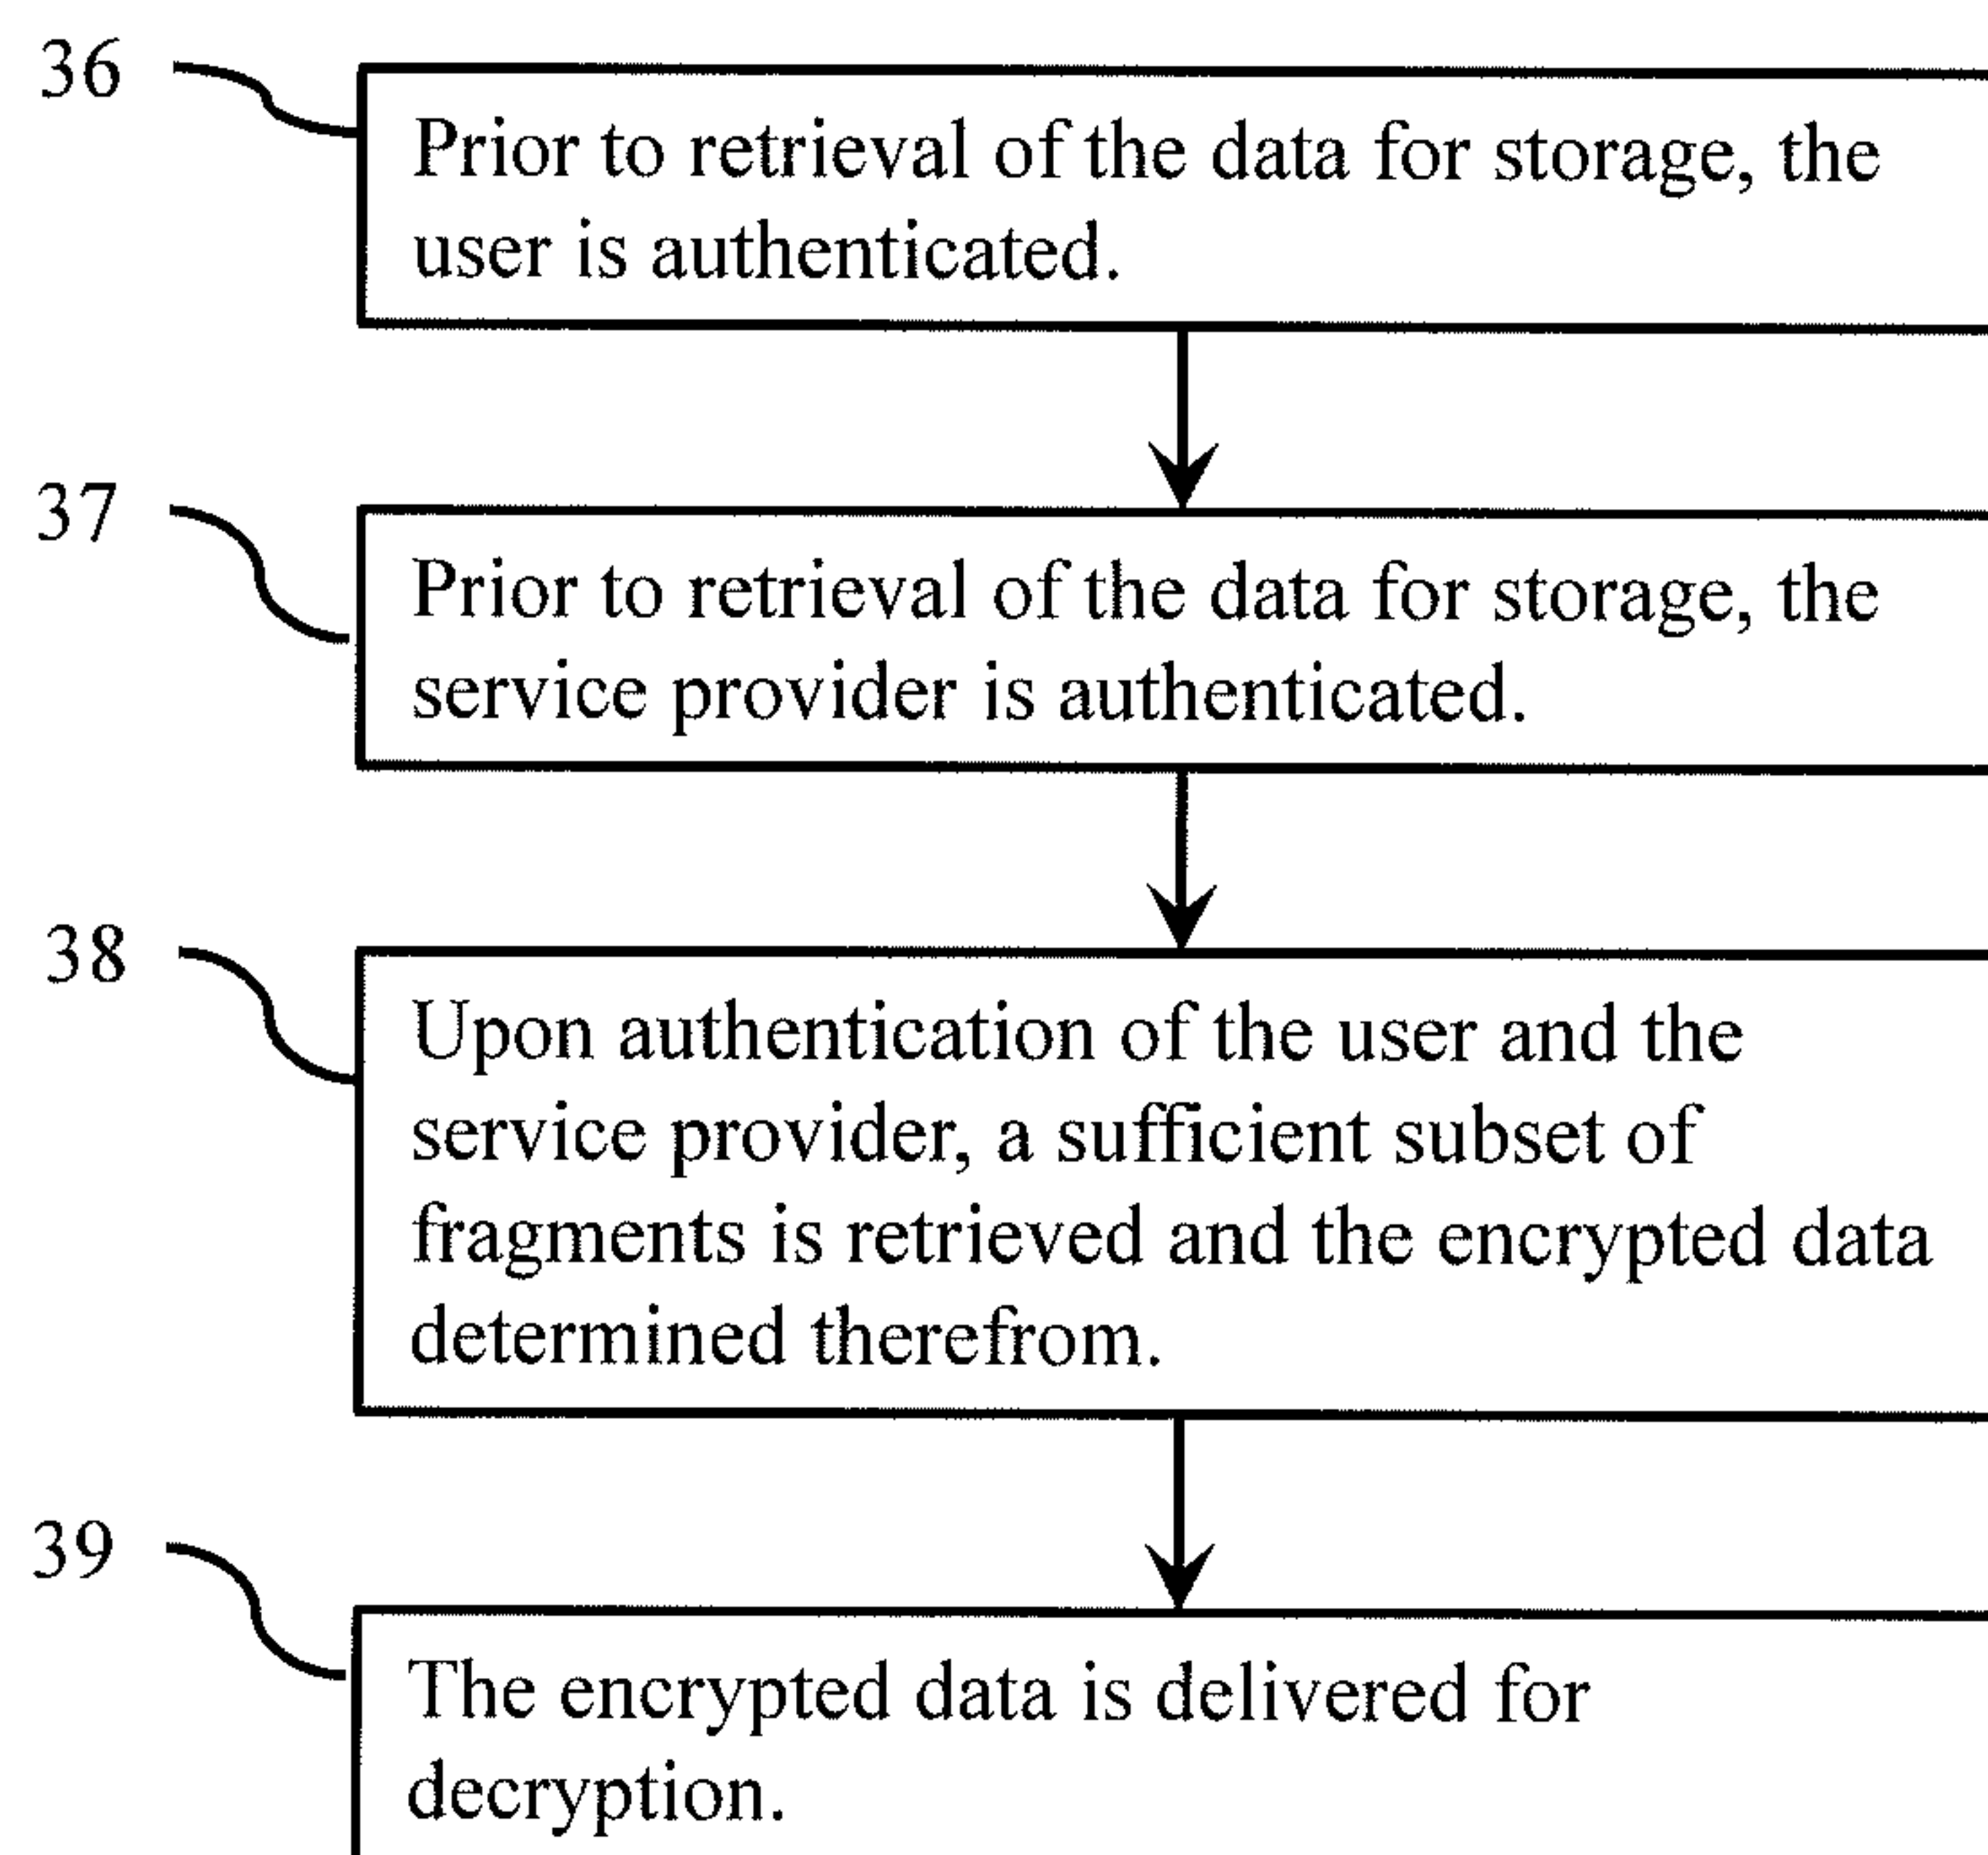 36
Prior to retrieval of the data for storage, the
user is authenticated.
37
Prior to retrieval of the data for storage, the
service provider is authenticated.
38
Upon authentication of the user and the
service provider, a sufficient subset of
fragments is retrieved and the encrypted data
determined therefrom.
39
The encrypted data is delivered for
decryption.